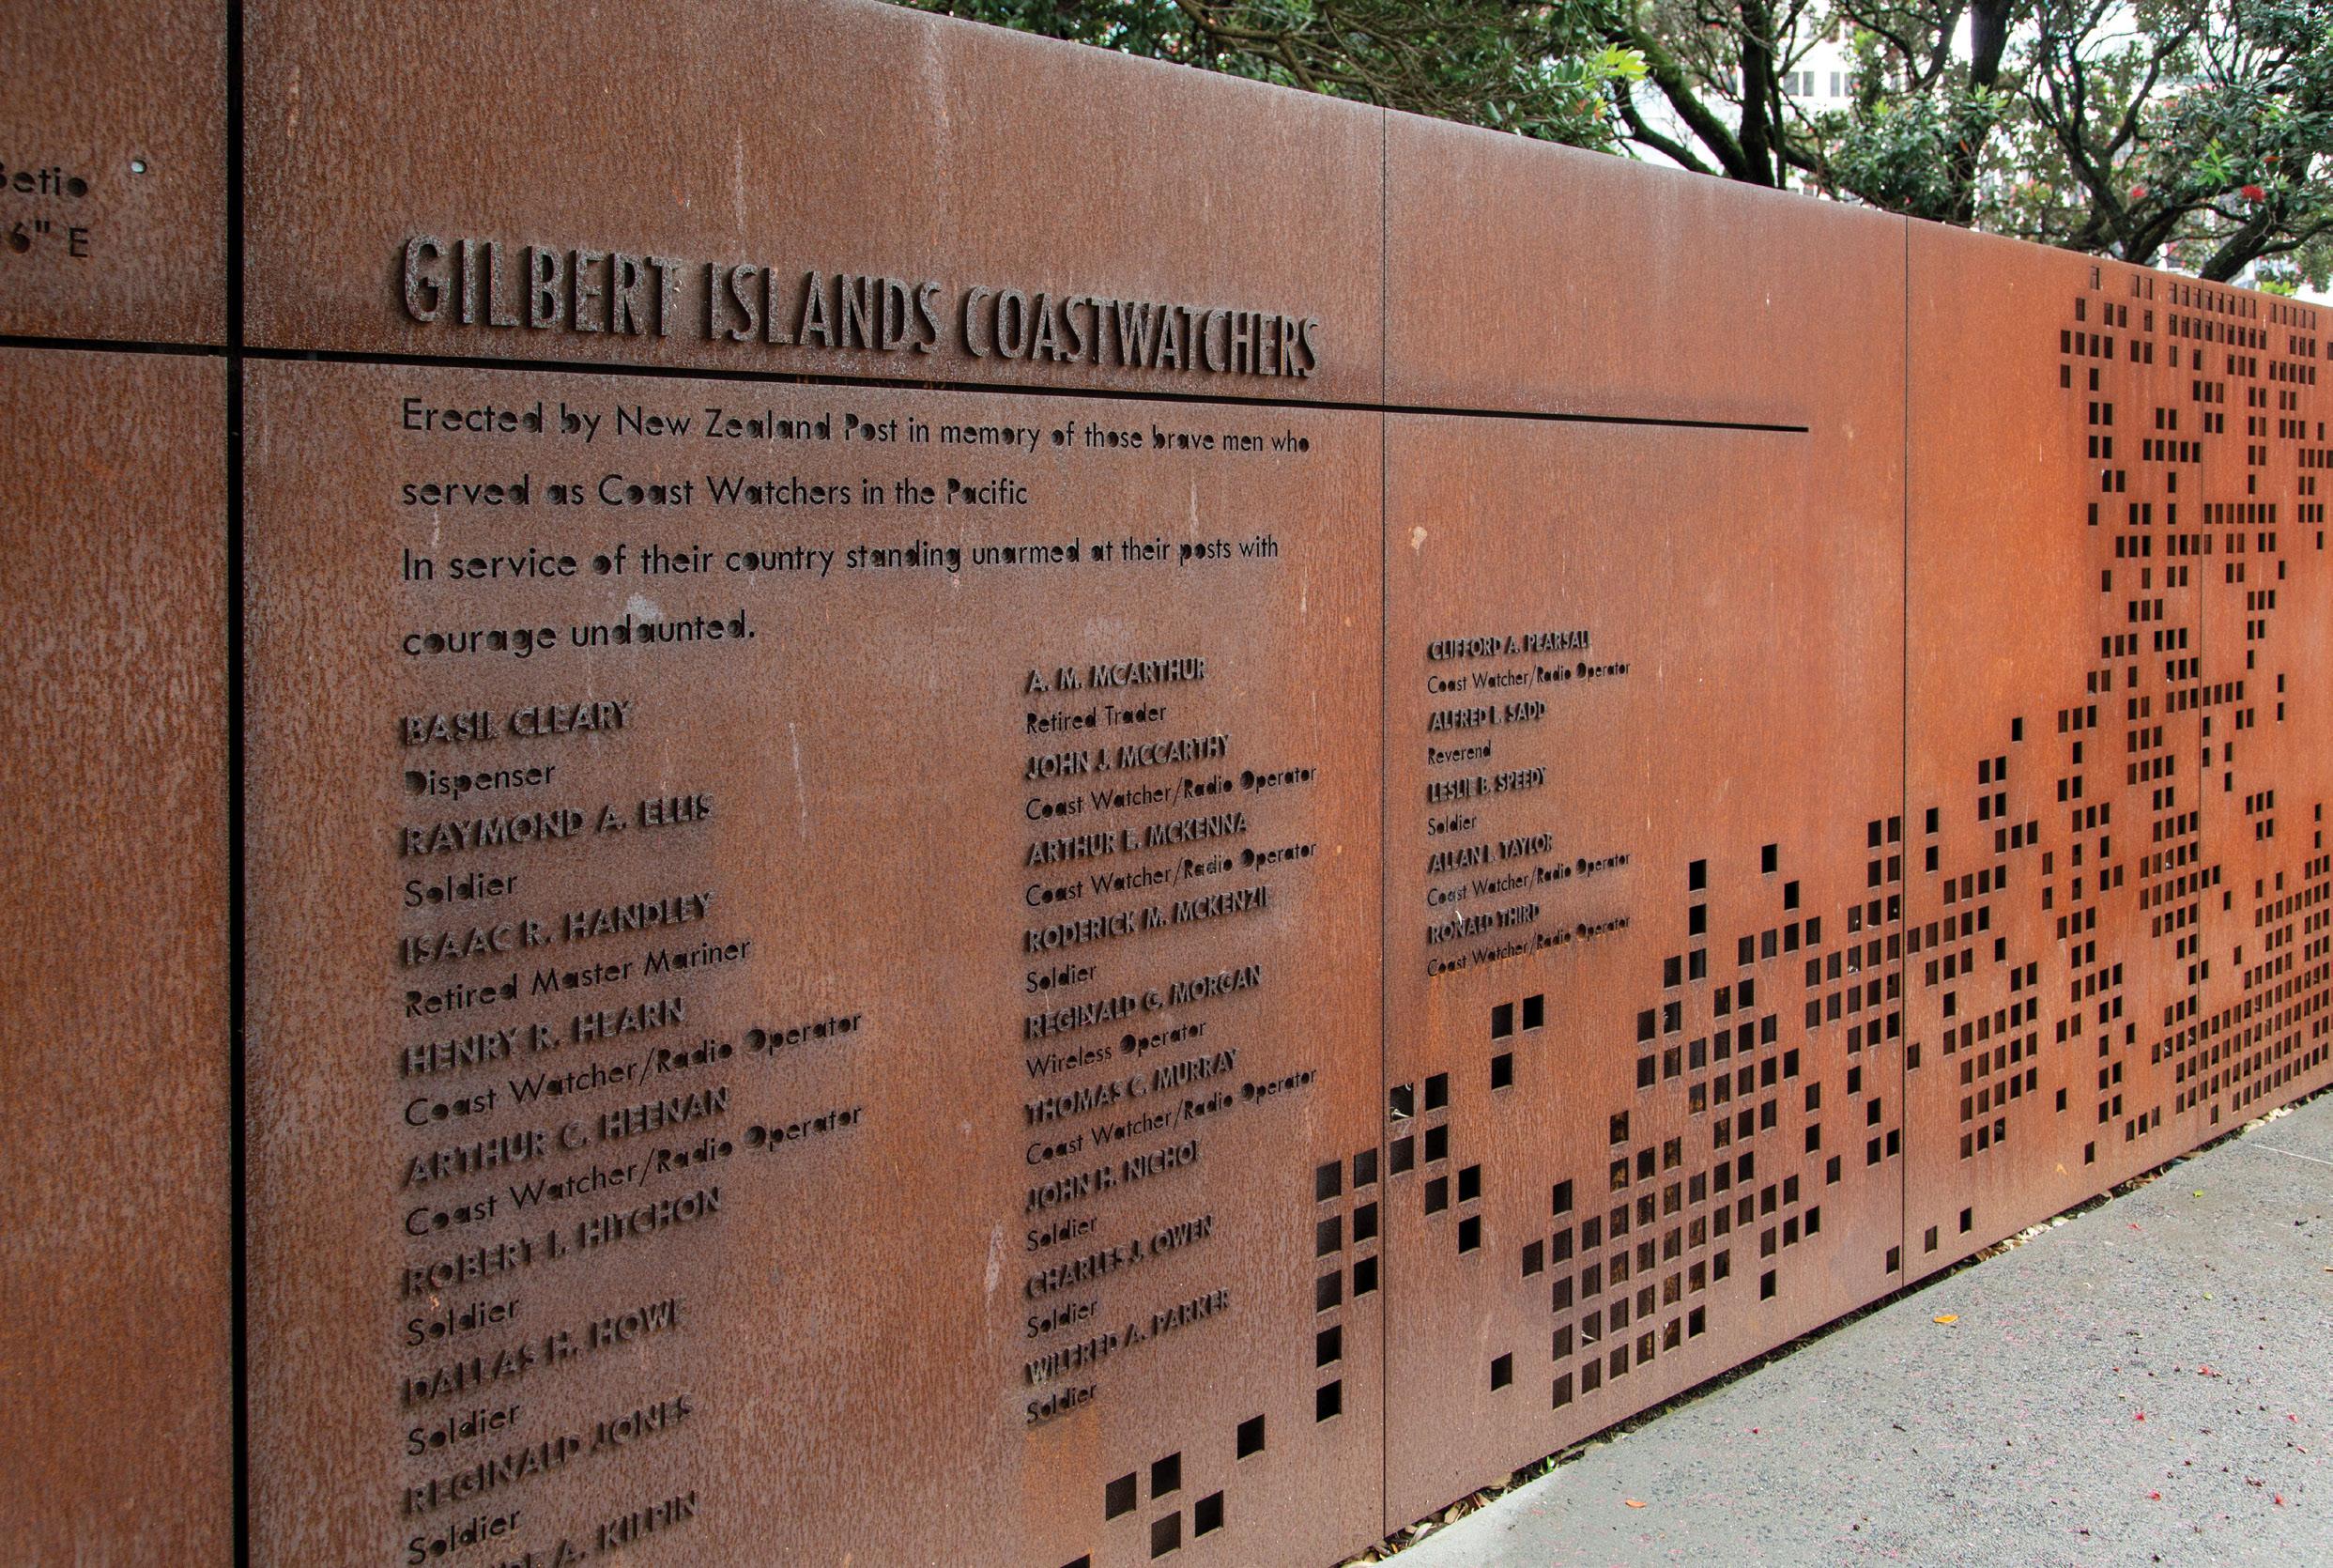 Betio
6" E
GILBERT ISLANDS COASTWATCHERS
Erected by New Zealand Post in memory of those brave men who
served as Coast Watchers in the Pacific
In service of their country standing unarmed at their posts with
courage undaunted.
BASIL CLEARY
Dispenser
RAYMOND A. ELLIS
Soldier
ISAAC R. HANDLEY
Retired Master Mariner
HENRY R. HEARN
Coast Watcher/Radio Operator
ARTHUR C. HEENAN
Coast Watcher/Radio Operator
ROBERT I. HITCHON
Soldier
DALLAS H. HOWE
Soldier
REGINALD JONES
Soldier
A. KILPIN
A. M. MCARTHUR
Retired Trader
JOHN J. MCCARTHY
Coast Watcher/Radio Operator
ARTHUR E. MCKENNA
Coast Watcher/Radio Operator
RODERICK M. MCKENZIE
Soldier
REGINALD G. MORGAN
Wireless Operator
THOMAS C. MURRAY
Coast Watcher/Radio Operator
JOHN H. NICHOL
Soldier
CHARLES J. OWEN
Soldier
WILFRED A. PARKER
Soldier
CLIFFORD A. PEARSALL
Coast Watcher/Radio Operator
ALFRED L. SADD
Reverend
LESLIE B. SPEEDY
Soldier
ALLAN L. TAYLOR
Coast Watcher/Radio Operator
RONALD THIRD
Coast Watcher/Radio Operator